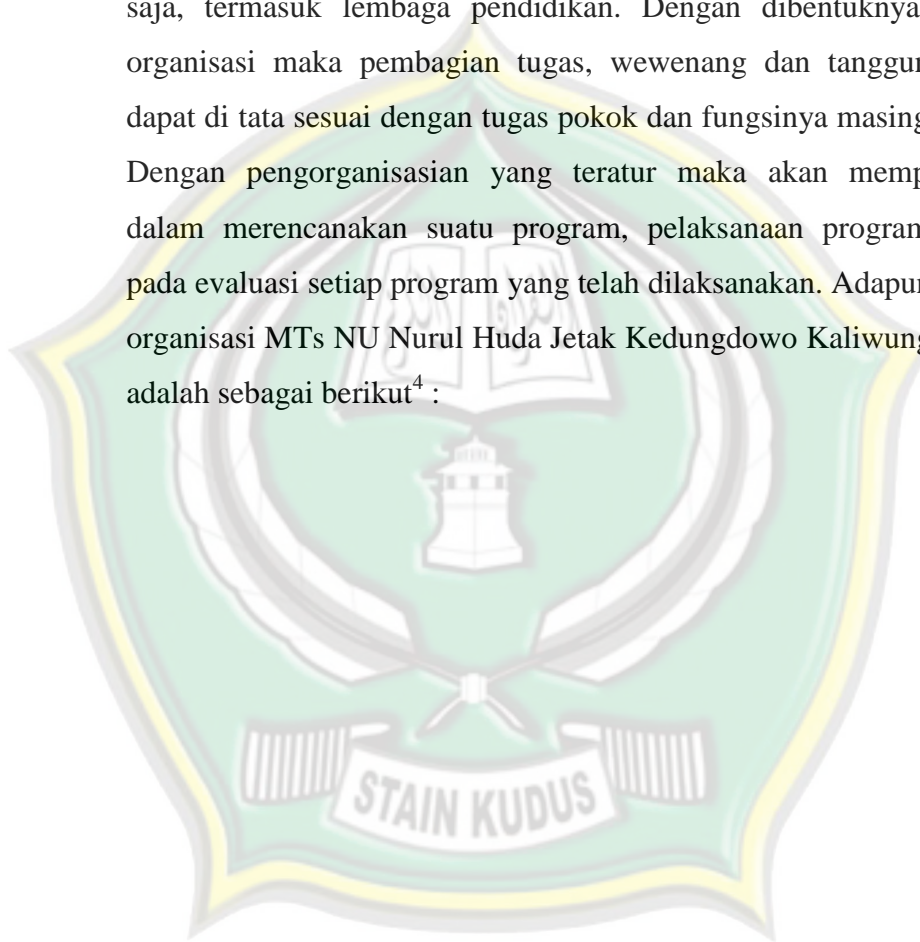 saja, termasuk lembaga pendidikan. Dengan dibentuknya
organisasi maka pembagian tugas, wewenang dan tanggun
dapat di tata sesuai dengan tugas pokok dan fungsinya masing
Dengan pengorganisasian yang teratur maka akan memp
dalam merencanakan suatu program, pelaksanaan program
pada evaluasi setiap program yang telah dilaksanakan. Adapun
organisasi MTs NU Nurul Huda Jetak Kedungdowo Kaliwung
adalah sebagai berikut⁴ :
STAIN KUDUS